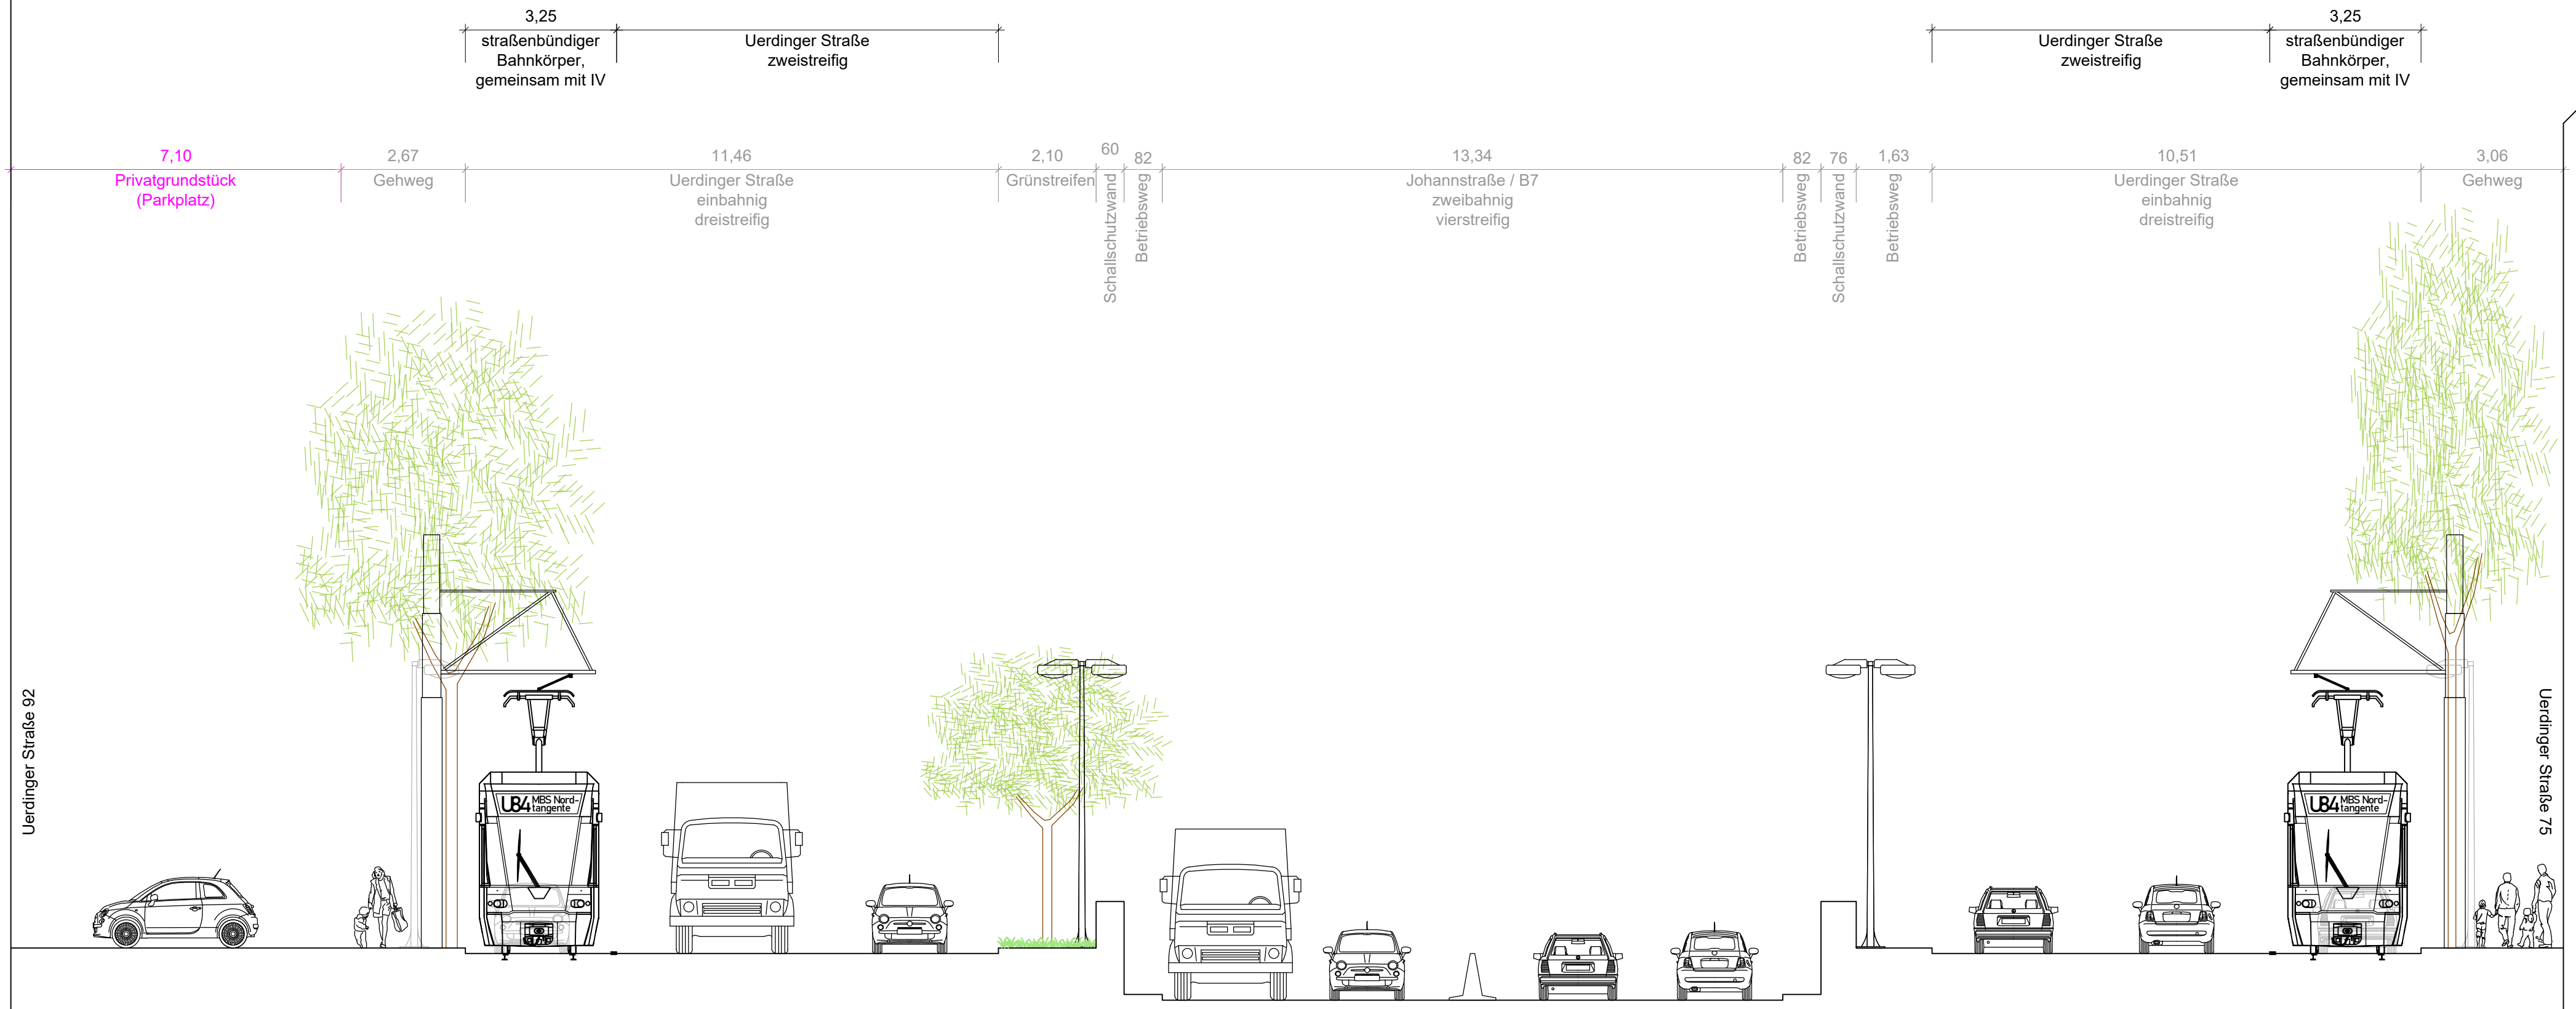 3,25
straßenbündiger
Bahnkörper,
gemeinsam mit IV
Uerdinger Straße
zweistreifig
Uerdinger Straße
zweistreifig
3,25
straßenbündiger
Bahnkörper,
gemeinsam mit IV
7,10
Privatgrundstück
(Parkplatz)
2,67
Gehweg
11,46
Uerdinger Straße
einbahnig
dreistreifig
2,10
Grünstreifen
60
Schallschutzwand
82
Betriebsweg
13,34
Johannstraße / B7
zweibahnig
vierstreifig
82
Betriebsweg
76
Schallschutzwand
1,63
Betriebsweg
10,51
Uerdinger Straße
einbahnig
dreistreifig
3,06
Gehweg
Uerdinger Straße 92
U84 MBS Nord-
tangente
U84 MBS Nord-
tangente
Uerdinger Straße 75